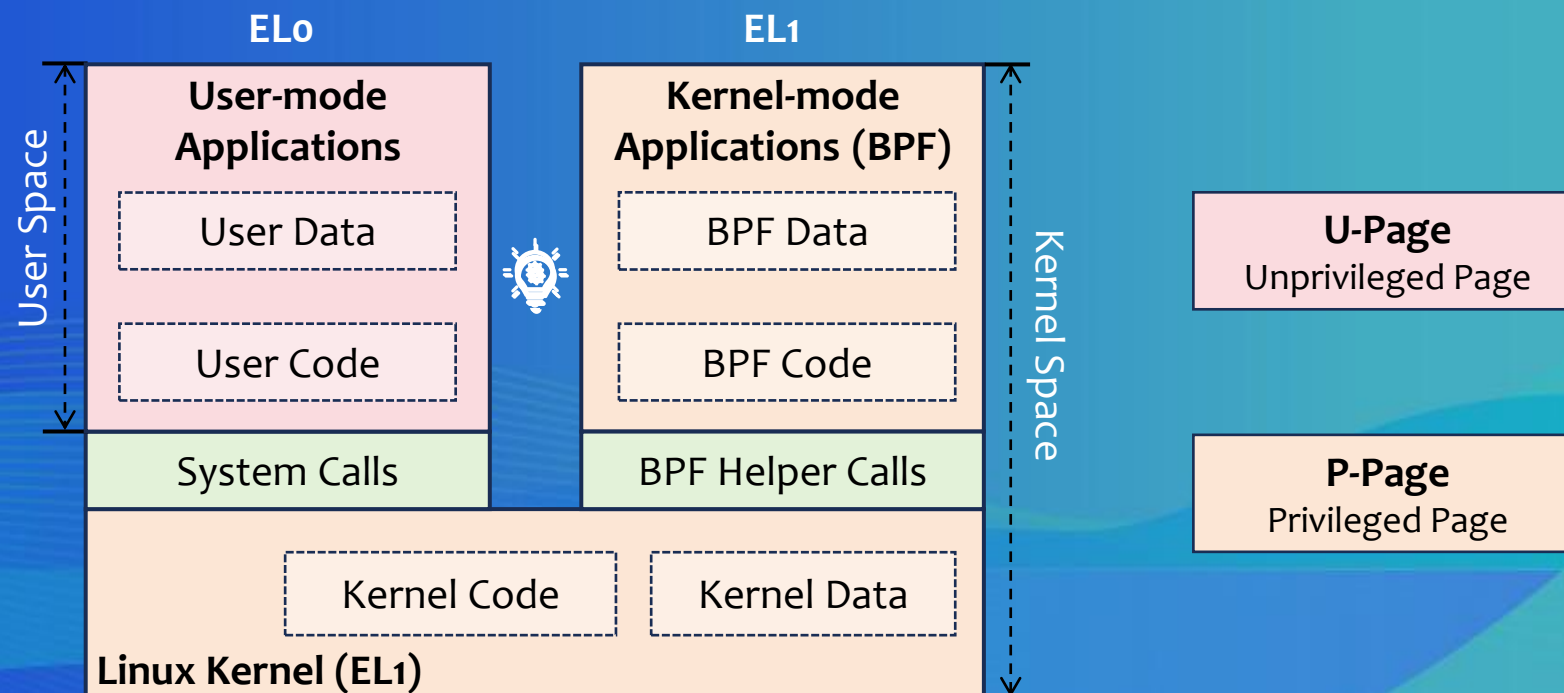 EL0
EL1
User Space
User-mode
Applications
User Data
User Code
System Calls
Kernel-mode
Applications (BPF)
BPF Data
BPF Code
BPF Helper Calls
Kernel Space
Kernel Code
Kernel Data
Linux Kernel (EL1)
U-Page
Unprivileged Page
P-Page
Privileged Page